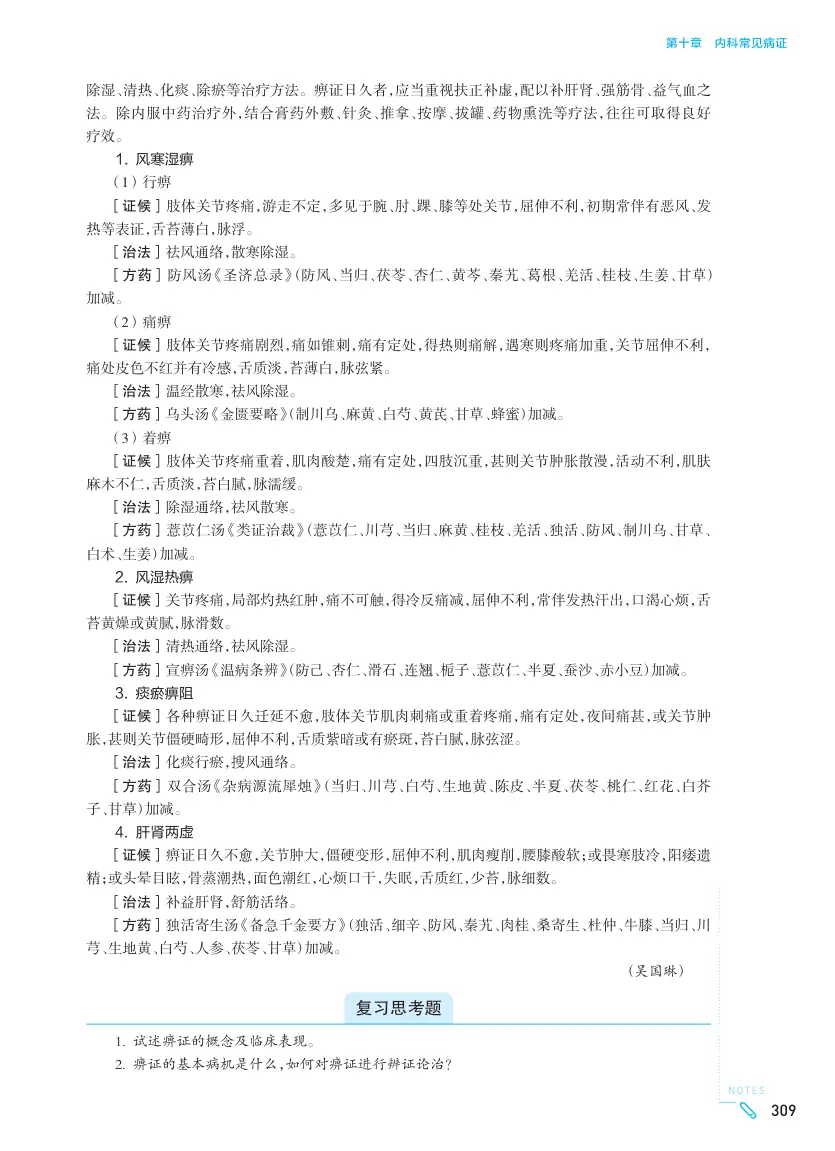 第十章 内科常见病证
除湿、清热、化痰、除瘀等治疗方法。痹证日久者,应当重视扶正补虚,配以补肝肾、强筋骨、益气血之
法。除内服中药治疗外,结合膏药外敷、针灸、推拿、按摩、拔罐、药物熏洗等疗法,往往可取得良好
疗效。
1. 风寒湿痹
（1）行痹
［证候］肢体关节疼痛,游走不定,多见于腕、肘、踝、膝等处关节,屈伸不利,初期常伴有恶风、发
热等表证,舌苔薄白,脉浮。
［治法］祛风通络,散寒除湿。
［方药］防风汤《圣济总录》（防风、当归、茯苓、杏仁、黄芩、秦艽、葛根、羌活、桂枝、生姜、甘草）
加减。
（2）痛痹
［证候］肢体关节疼痛剧烈,痛如锥刺,痛有定处,得热则痛解,遇寒则疼痛加重,关节屈伸不利,
痛处皮色不红并有冷感,舌质淡,苔薄白,脉弦紧。
［治法］温经散寒,祛风除湿。
［方药］乌头汤《金匮要略》（制川乌、麻黄、白芍、黄芪、甘草、蜂蜜）加减。
（3）着痹
［证候］肢体关节疼痛重着,肌肉酸楚,痛有定处,四肢沉重,甚则关节肿胀散漫,活动不利,肌肤
麻木不仁,舌质淡,苔白腻,脉濡缓。
［治法］除湿通络,祛风散寒。
［方药］薏苡仁汤《类证治裁》（薏苡仁、川芎、当归、麻黄、桂枝、羌活、独活、防风、制川乌、甘草、
白术、生姜）加减。
2. 风湿热痹
［证候］关节疼痛,局部灼热红肿,痛不可触,得冷反痛减,屈伸不利,常伴发热汗出,口渴心烦,舌
苔黄燥或黄腻,脉滑数。
［治法］清热通络,祛风除湿。
［方药］宣痹汤《温病条辨》（防己、杏仁、滑石、连翘、栀子、薏苡仁、半夏、蚕沙、赤小豆）加减。
3. 痰瘀痹阻
［证候］各种痹证日久迁延不愈,肢体关节肌肉刺痛或重着疼痛,痛有定处,夜间痛甚,或关节肿
胀,甚则关节僵硬畸形,屈伸不利,舌质紫暗或有瘀斑,苔白腻,脉弦涩。
［治法］化痰行瘀,搜风通络。
［方药］双合汤《杂病源流犀烛》（当归、川芎、白芍、生地黄、陈皮、半夏、茯苓、桃仁、红花、白芥
子、甘草）加减。
4. 肝肾两虚
［证候］痹证日久不愈,关节肿大,僵硬变形,屈伸不利,肌肉瘦削,腰膝酸软；或畏寒肢冷,阳痿遗
精；或头晕目眩,骨蒸潮热,面色潮红,心烦口干,失眠,舌质红,少苔,脉细数。
［治法］补益肝肾,舒筋活络。
［方药］独活寄生汤《备急千金要方》（独活、细辛、防风、秦艽、肉桂、桑寄生、杜仲、牛膝、当归、川
芎、生地黄、白芍、人参、茯苓、甘草）加减。
（吴国琳）
复习思考题
1. 试述痹证的概念及临床表现。
2. 痹证的基本病机是什么,如何对痹证进行辨证论治?
NOTES
309